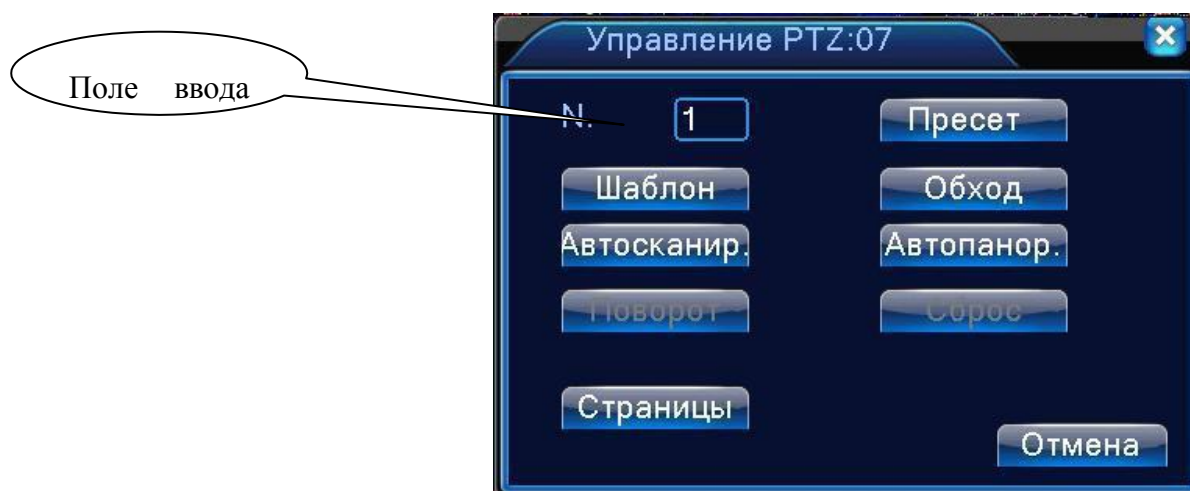 Управление PTZ:07
Поле ввода
N. 1 Пресет
Шаблон Обход
Автосканир. Автопанор.
Поворот Сброс
Страницы
Отмена